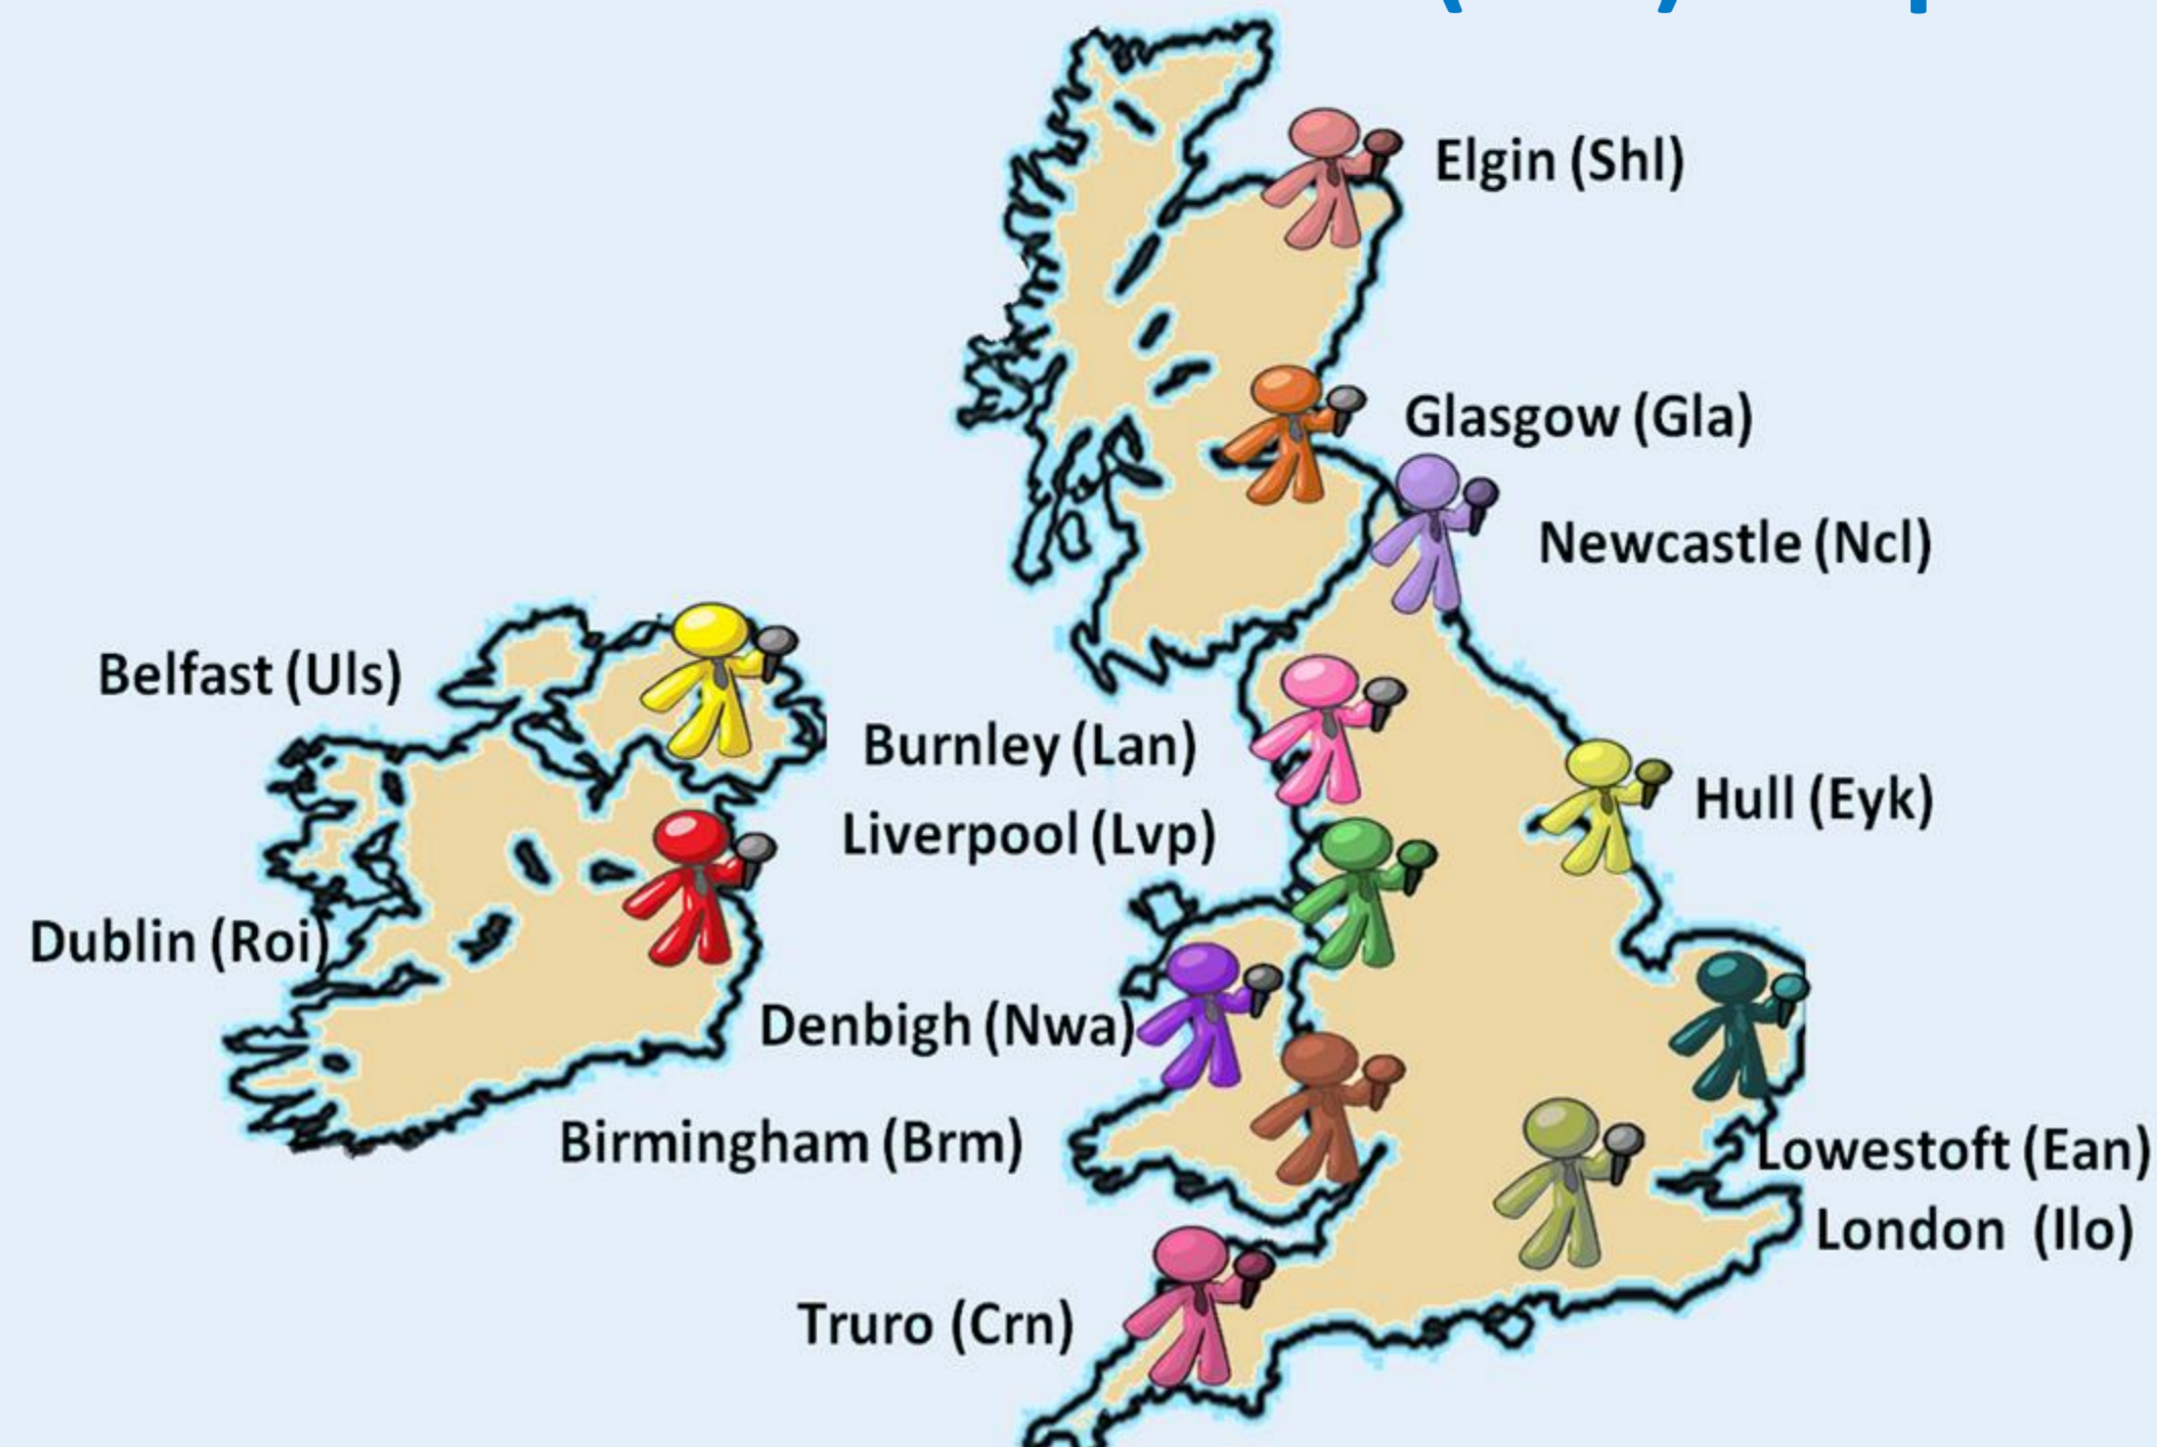 Elgin (Shl)
Glasgow (Gla)
Newcastle (Ncl)
Belfast (Uls)
Burnley (Lan)
Hull (Eyk)
Liverpool (Lvp)
Dublin (Roi)
Denbigh (Nwa)
Birmingham (Brm)
Lowestoft (Ean)
London (Ilo)
Truro (Crn)